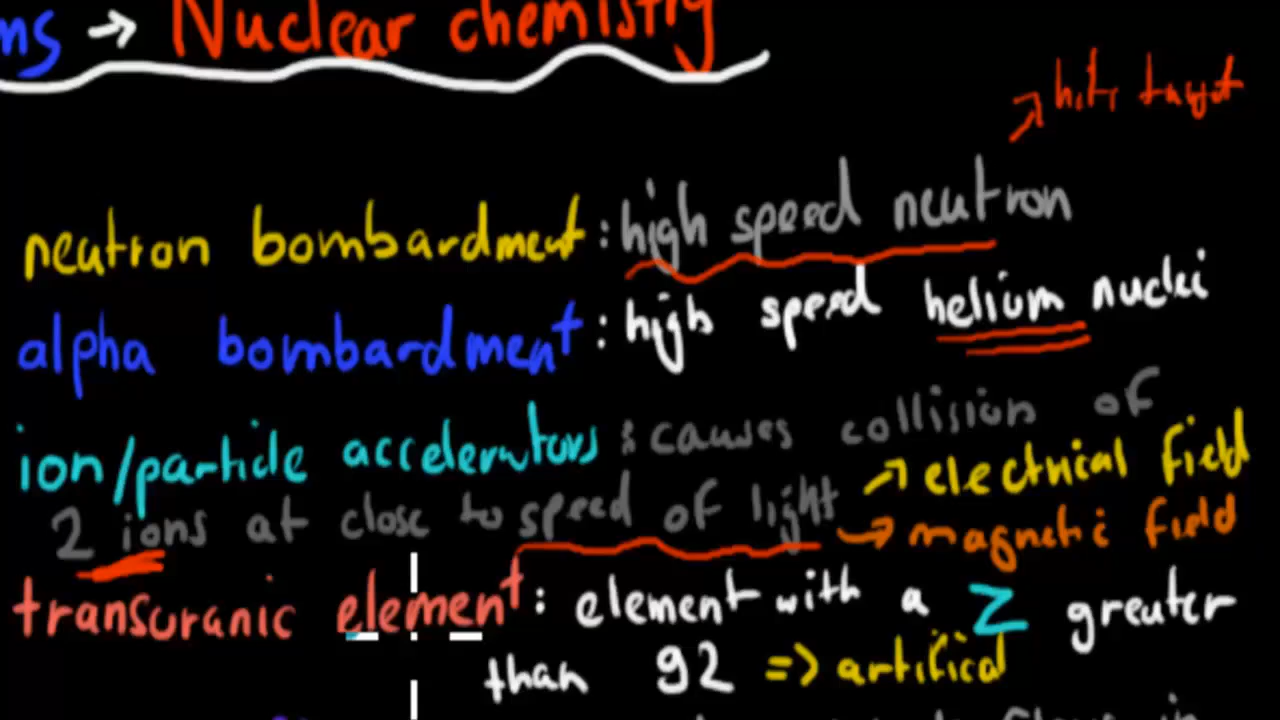 ns → Nuclear chemistry
hits target
neutron bombardment : high speed neutron
alpha bombardment : high speed helium nuclei
ion/particle accelerators : causes collision of
2 ions at close to speed of light
→ electrical field
→ magnetic field
transuranic element : element with a Z greater
than 92 => artifical
in